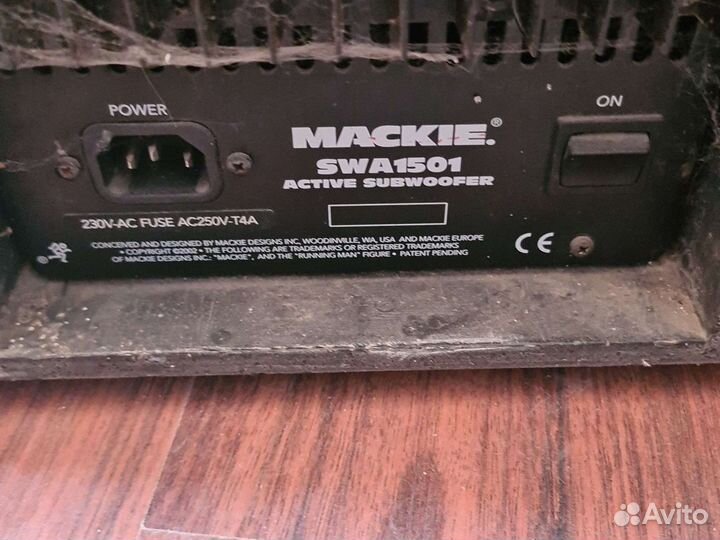 POWER
ON
MACKIE.®
SWA1501
ACTIVE SUBWOOFER
230V-AC FUSE AC250V-T4A
CONCEIVED AND DESIGNED BY MACKIE DESIGNS INC, WOODINVILLE, WA, USA AND MACKIE EUROPE
• COPYRIGHT ©2002 • THE FOLLOWING ARE TRADEMARKS OR REGISTERED TRADEMARKS
OF MACKIE DESIGNS INC.: "MACKIE", AND THE "RUNNING MAN" FIGURE • PATENT PENDING
®
CE
Avito